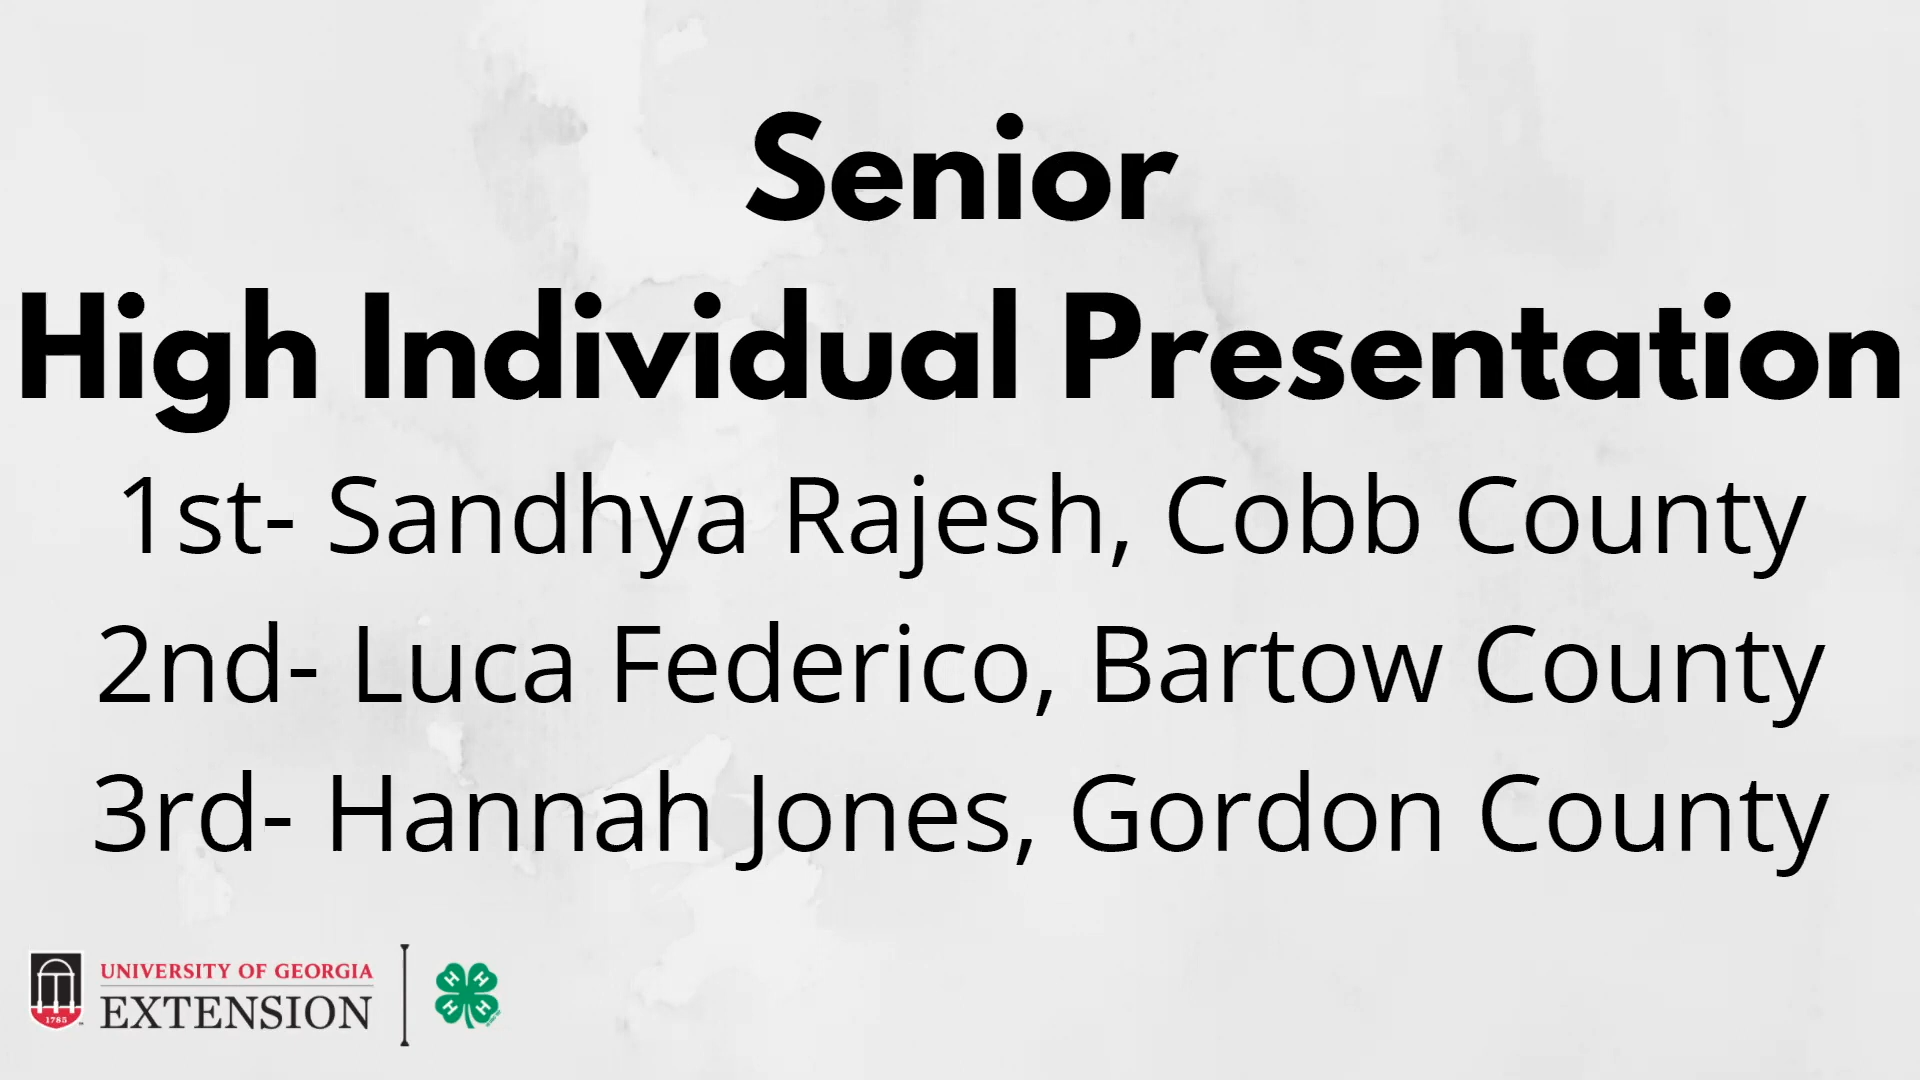 Senior
High Individual Presentation
1st- Sandhya Rajesh, Cobb County
2nd- Luca Federico, Bartow County
3rd- Hannah Jones, Gordon County
1785
UNIVERSITY OF GEORGIA
EXTENSION
H H
H H